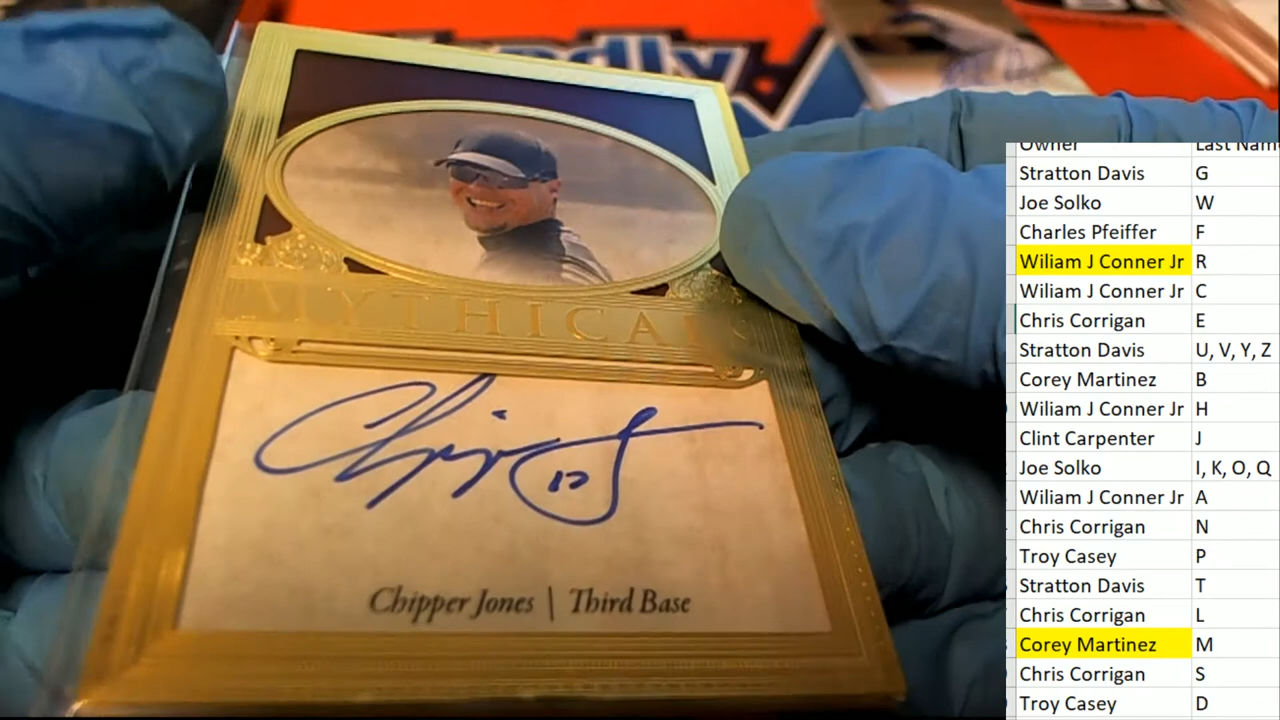 MYTHICALS
Chipper Jones | Third Base
Owner Last Name
Stratton Davis G
Joe Solko W
Charles Pfeiffer F
Wiliam J Conner Jr R
Wiliam J Conner Jr C
Chris Corrigan E
Stratton Davis U, V, Y, Z
Corey Martinez B
Wiliam J Conner Jr H
Clint Carpenter J
Joe Solko I, K, O, Q
Wiliam J Conner Jr A
Chris Corrigan N
Troy Casey P
Stratton Davis T
Chris Corrigan L
Corey Martinez M
Chris Corrigan S
Troy Casey D